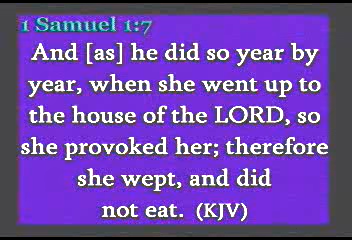 1 Samuel 1:7
And [as] he did so year by
year, when she went up to
the house of the LORD, so
she provoked her; therefore
she wept, and did
not eat. (KJV)